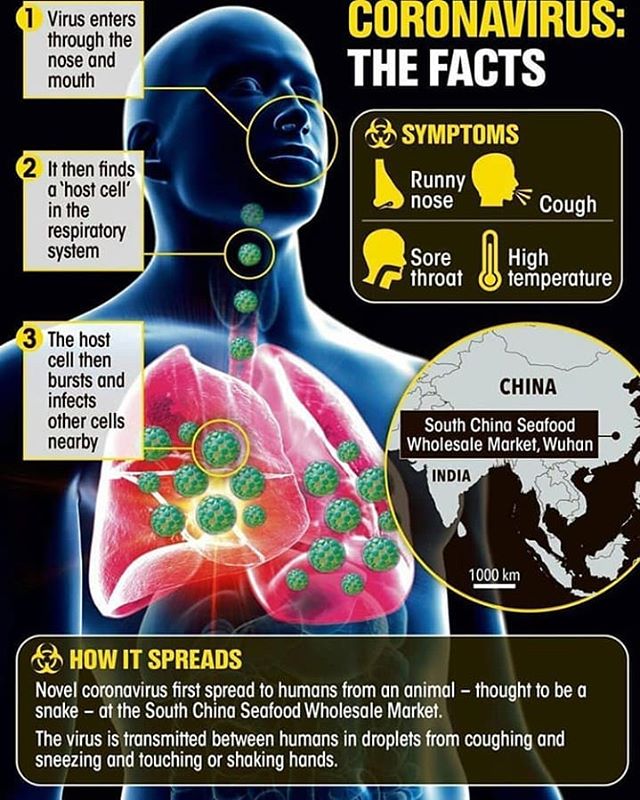 CORONAVIRUS:
THE FACTS
1 Virus enters
through the
nose and
mouth
2 It then finds
a 'host cell'
in the
respiratory
system
3 The host
cell then
bursts and
infects
other cells
nearby
SYMPTOMS
Runny
nose
Cough
Sore
throat
High
temperature
CHINA
South China Seafood
Wholesale Market, Wuhan
INDIA
1000 km
HOW IT SPREADS
Novel coronavirus first spread to humans from an animal – thought to be a
snake – at the South China Seafood Wholesale Market.
The virus is transmitted between humans in droplets from coughing and
sneezing and touching or shaking hands.